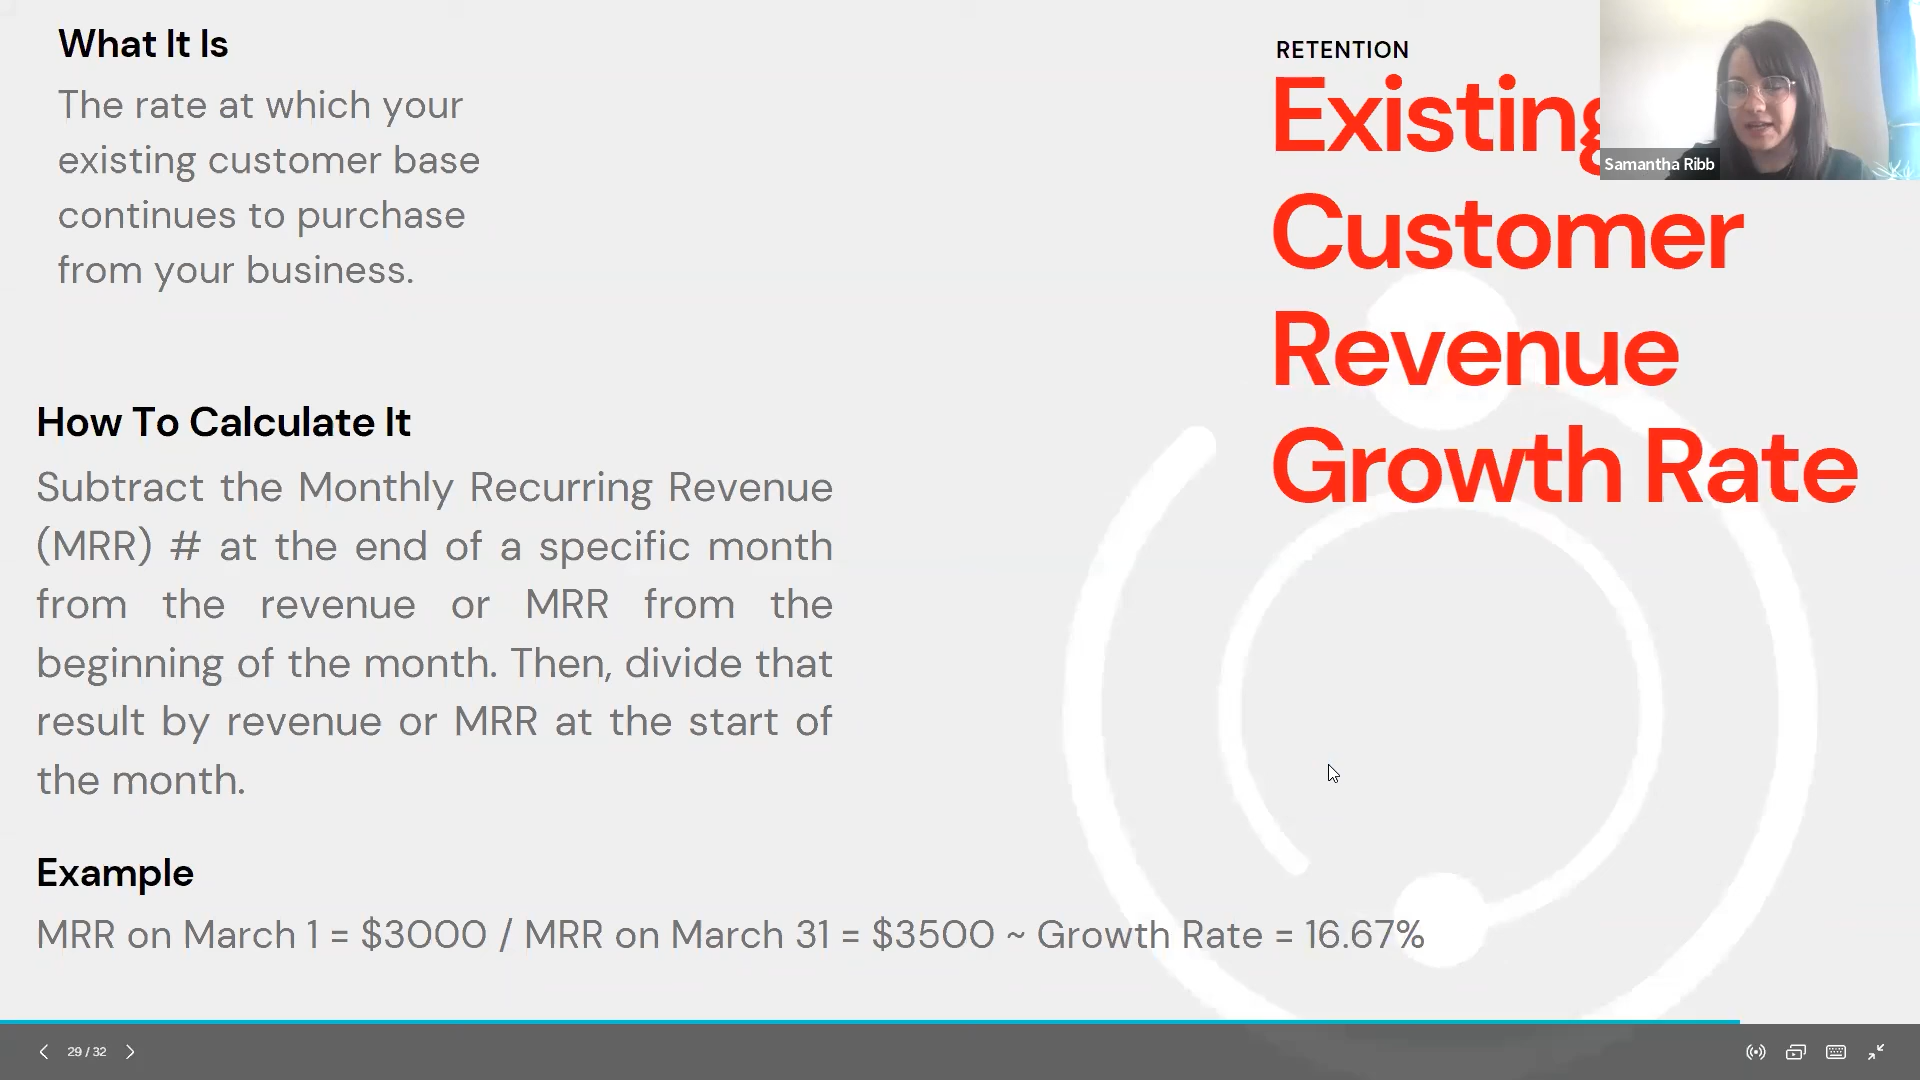 What It Is
The rate at which your
existing customer base
continues to purchase
from your business.
How To Calculate It
Subtract the Monthly Recurring Revenue
(MRR) # at the end of a specific month
from the revenue or MRR from the
beginning of the month. Then, divide that
result by revenue or MRR at the start of
the month.
Example
MRR on March 1 = $3000 / MRR on March 31 = $3500 ~ Growth Rate = 16.67%
RETENTION
Existing
Customer
Revenue
Growth Rate
Samantha Ribb
29 / 32